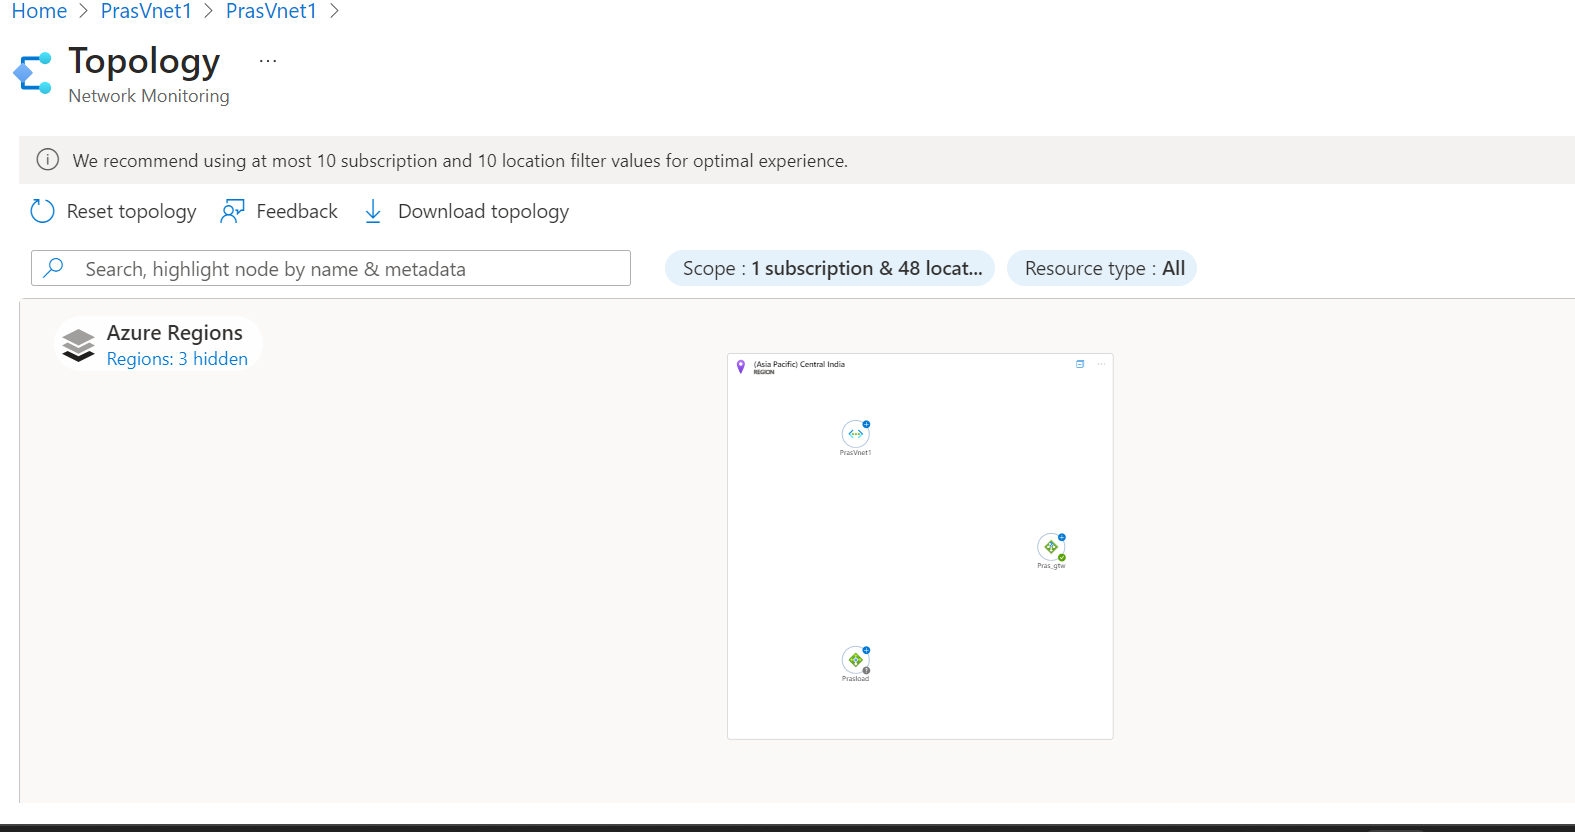 Home > PrasVnet1 > PrasVnet1 >
Topology ...
Network Monitoring
We recommend using at most 10 subscription and 10 location filter values for optimal experience.
Reset topology Feedback Download topology
Search, highlight node by name & metadata Scope : 1 subscription & 48 locat... Resource type : All
Azure Regions
Regions: 3 hidden
(Asia Pacific) Central India
REGION
PrasVnet1
Pras_gtw
Prasload